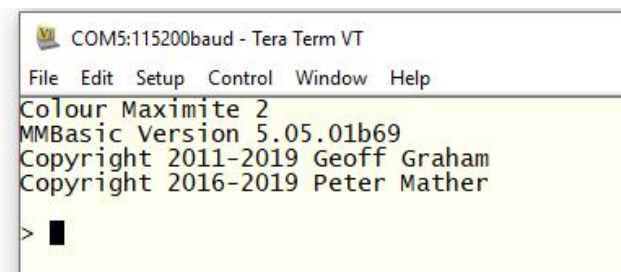 COM5:115200baud - Tera Term VT
File Edit Setup Control Window Help
Colour Maximite 2
MMBasic Version 5.05.01b69
Copyright 2011-2019 Geoff Graham
Copyright 2016-2019 Peter Mather
>